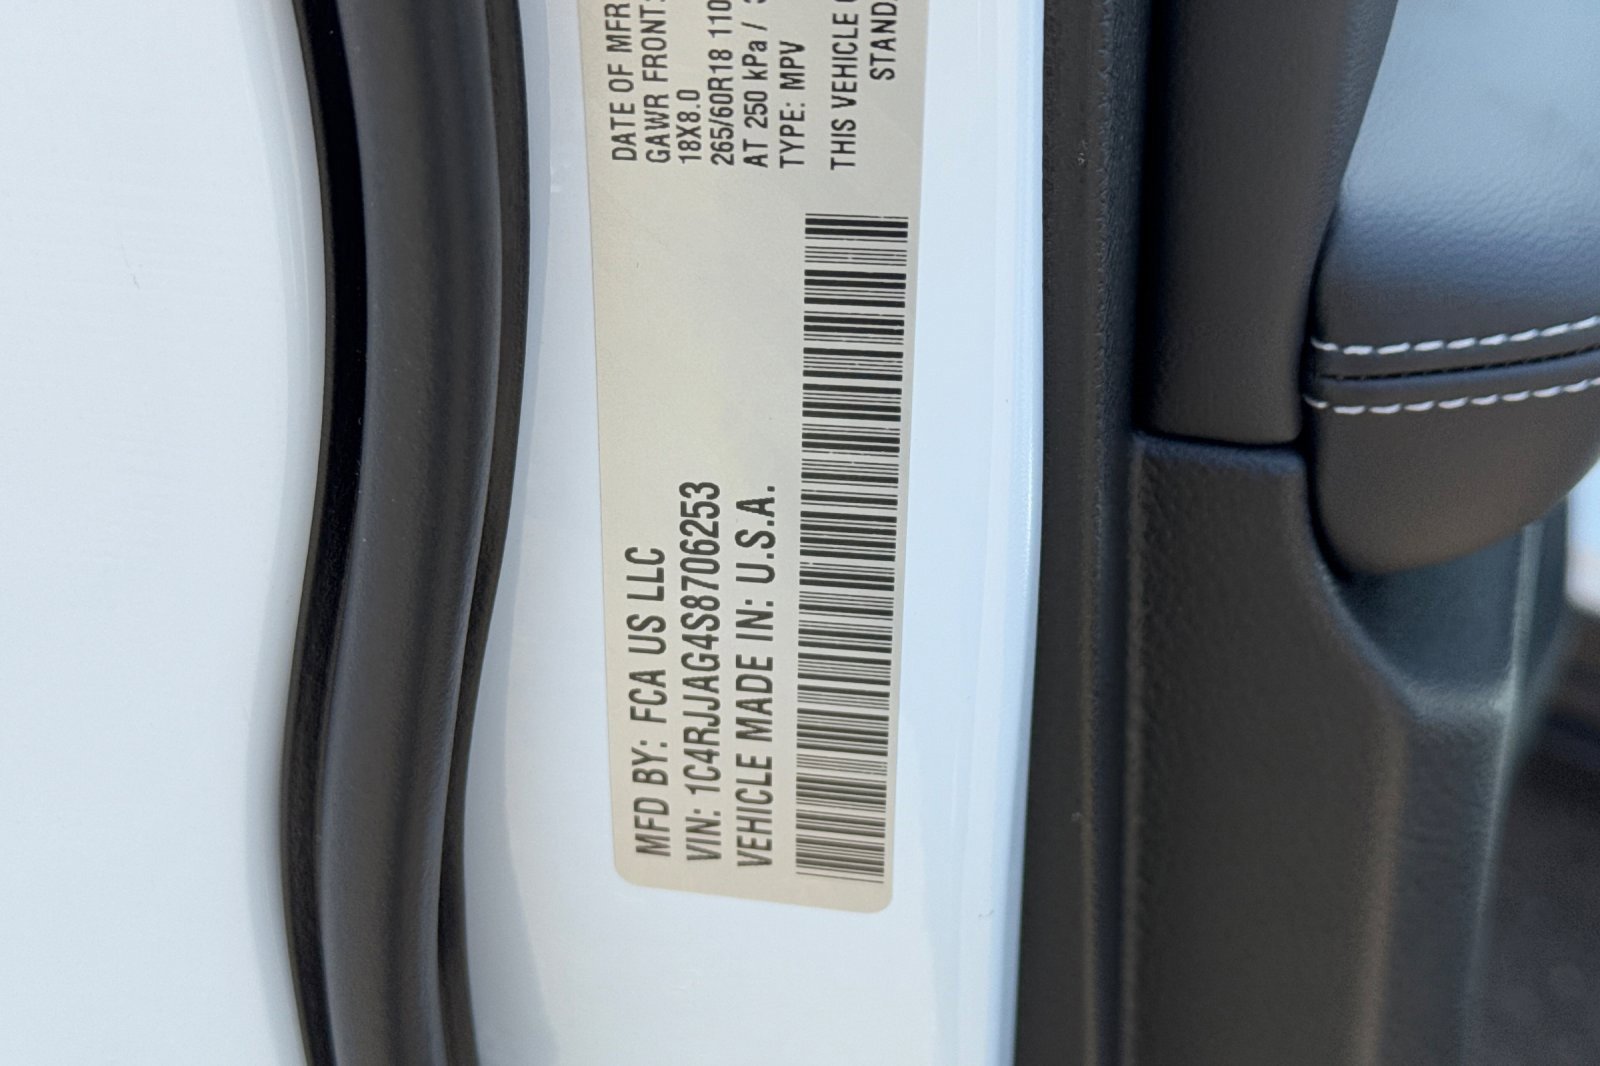 MFD BY: FCA US LLC
VIN: 1C4RJJAG4S8706253
VEHICLE MADE IN: U.S.A.
DATE OF MFR
GAWR FRONT:
18X8.0
265/60R18 110
AT 250 kPa /
TYPE: MPV
THIS VEHICLE